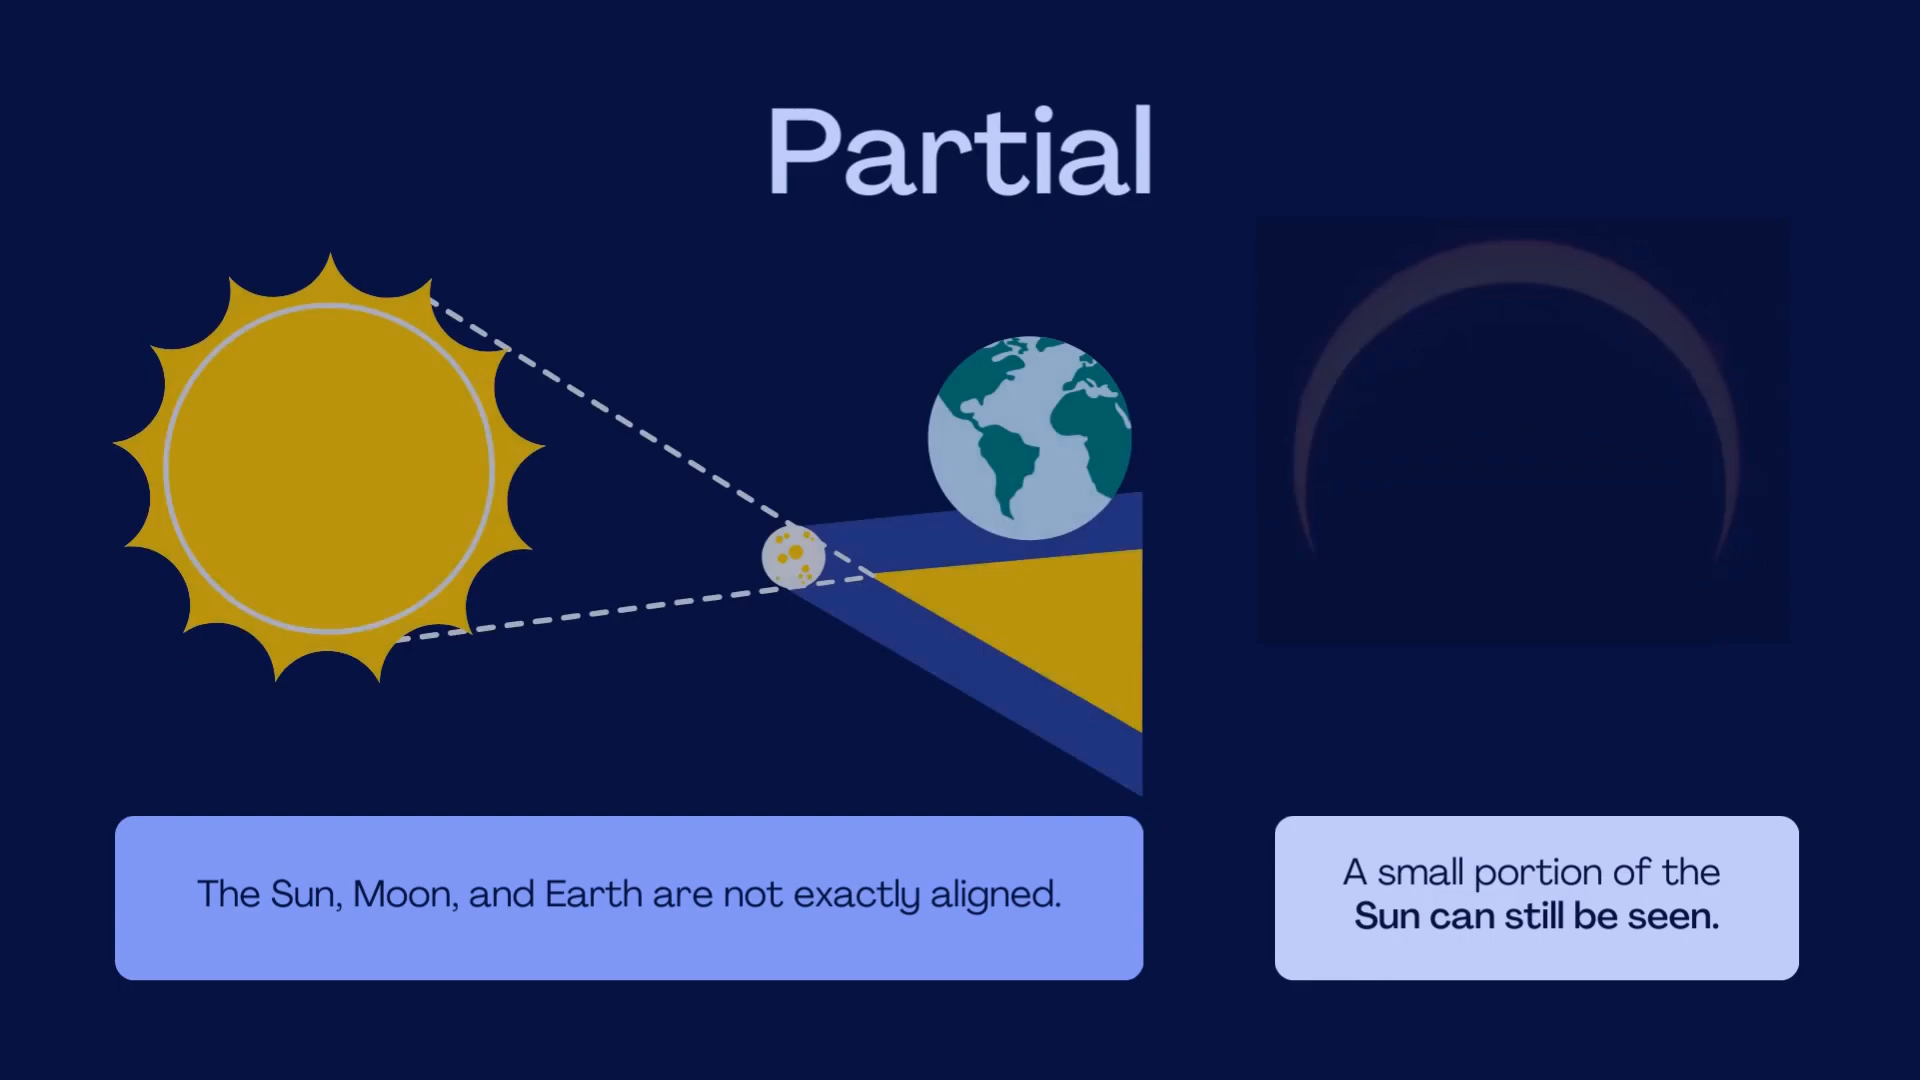 Partial
The Sun, Moon, and Earth are not exactly aligned.
A small portion of the
Sun can still be seen.